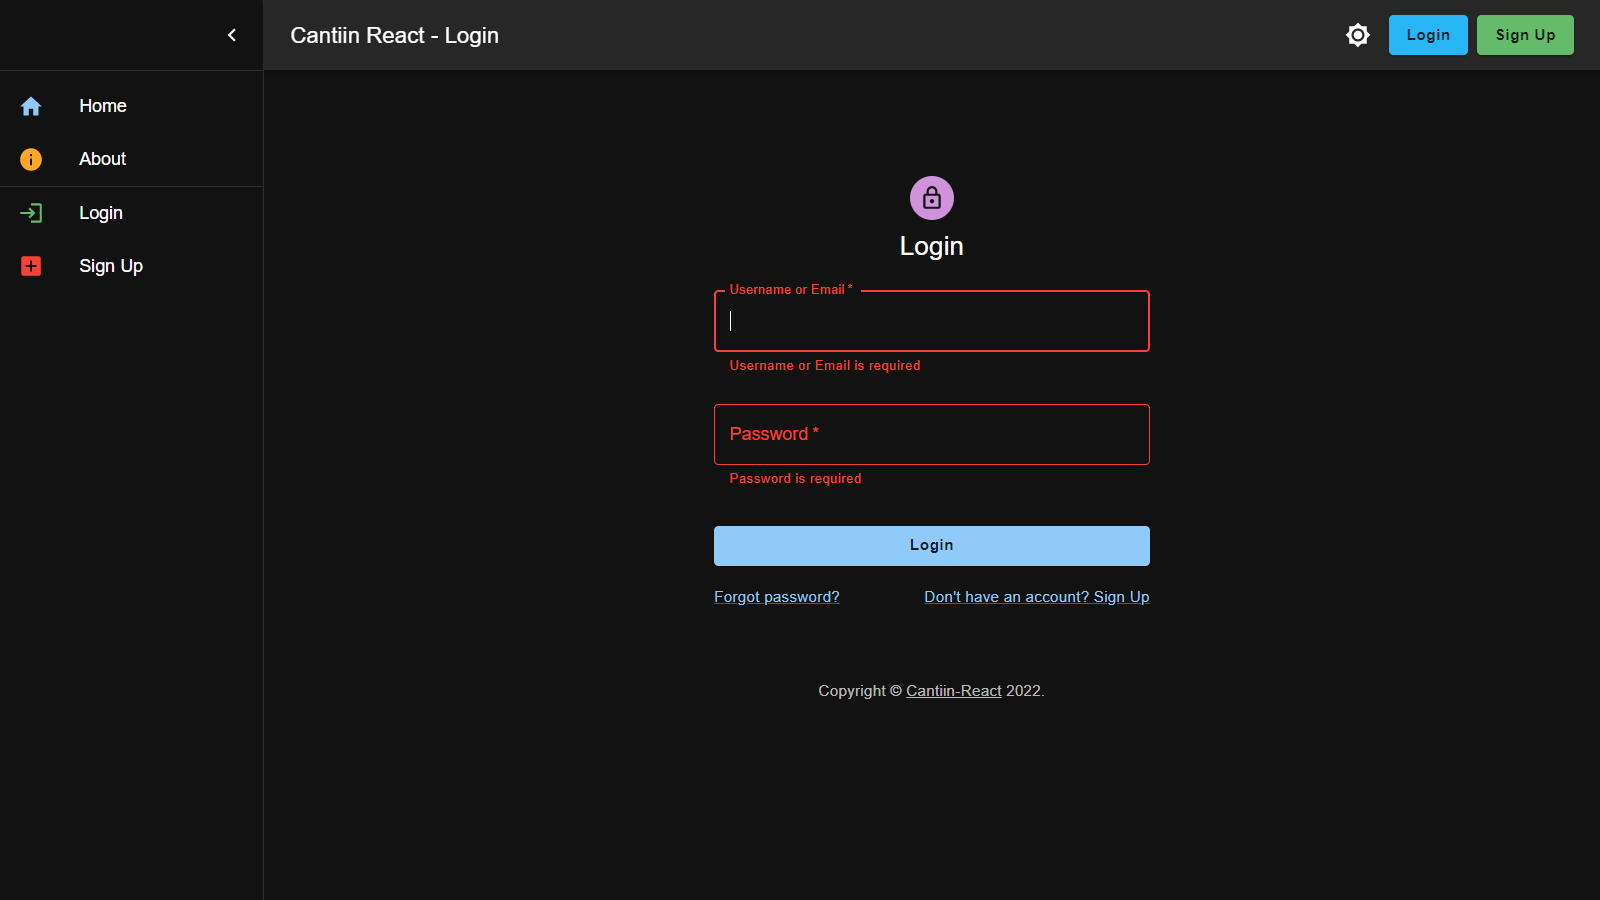 Cantiin React - Login
Login
Sign Up
Home
About
Login
Sign Up
Login
Username or Email *
Username or Email is required
Password *
Password is required
Login
Forgot password?
Don't have an account? Sign Up
Copyright © Cantiin-React 2022.